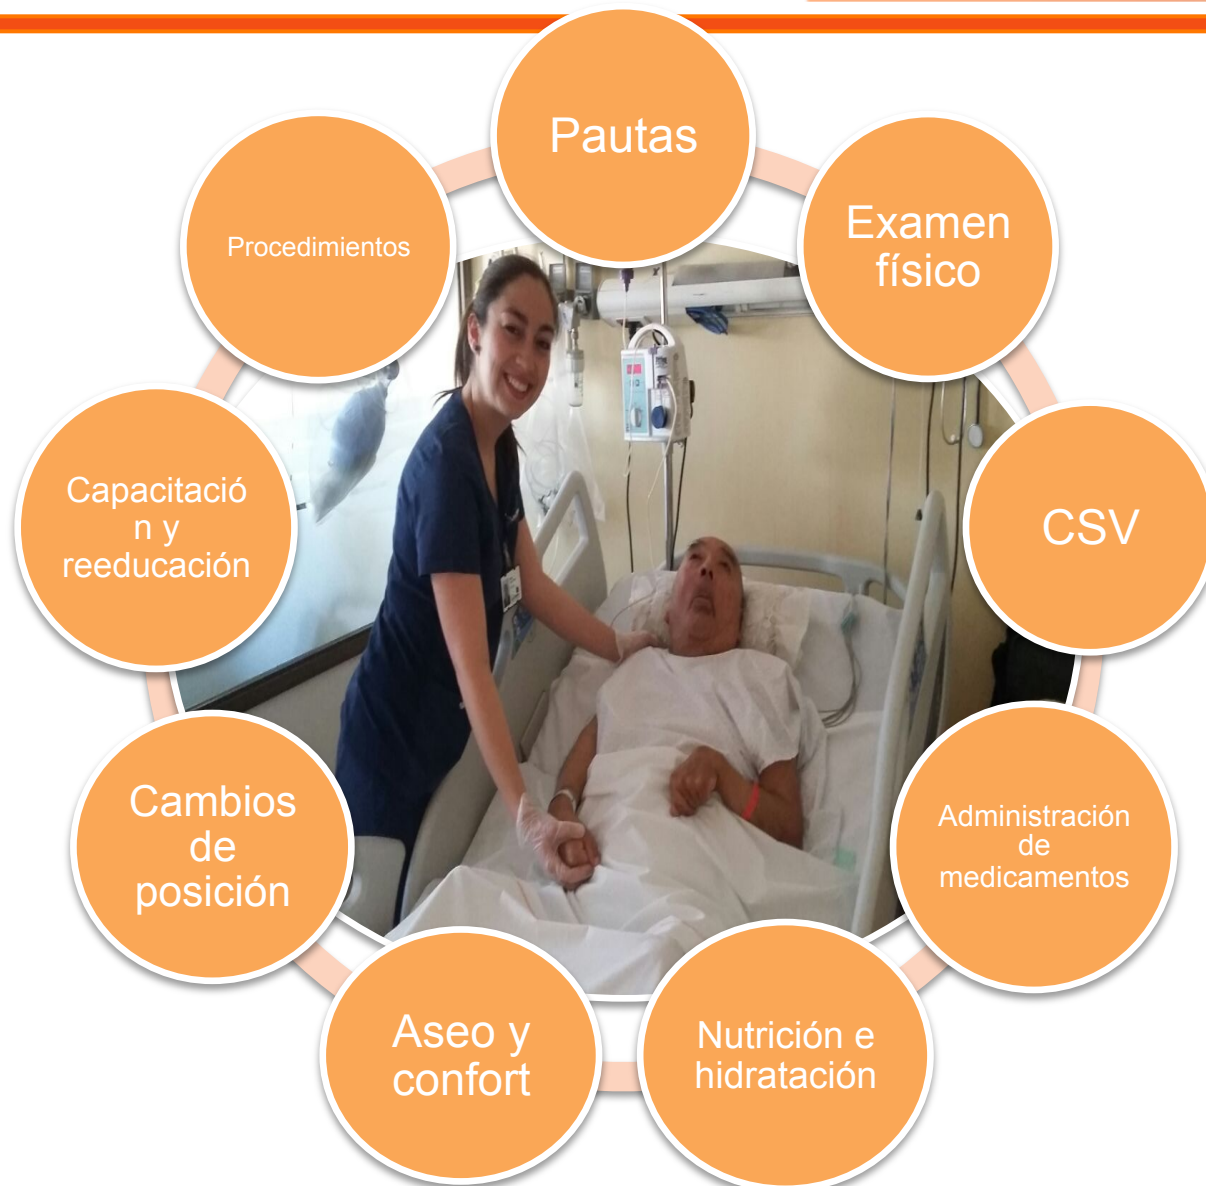 Pautas
Examen
físico
CSV
Administración
de
medicamentos
Nutrición e
hidratación
Aseo y
confort
Cambios
de
posición
Capacitació
n y
reeducación
Procedimientos